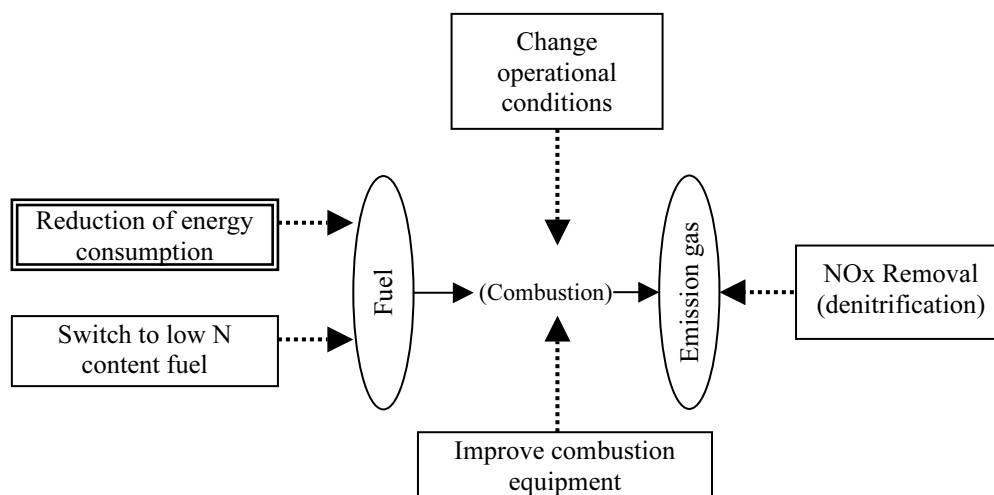 Change
operational
conditions
Reduction of energy
consumption
Switch to low N
content fuel
Fuel
(Combustion)
Emission gas
NOx Removal
(denitrification)
Improve combustion
equipment